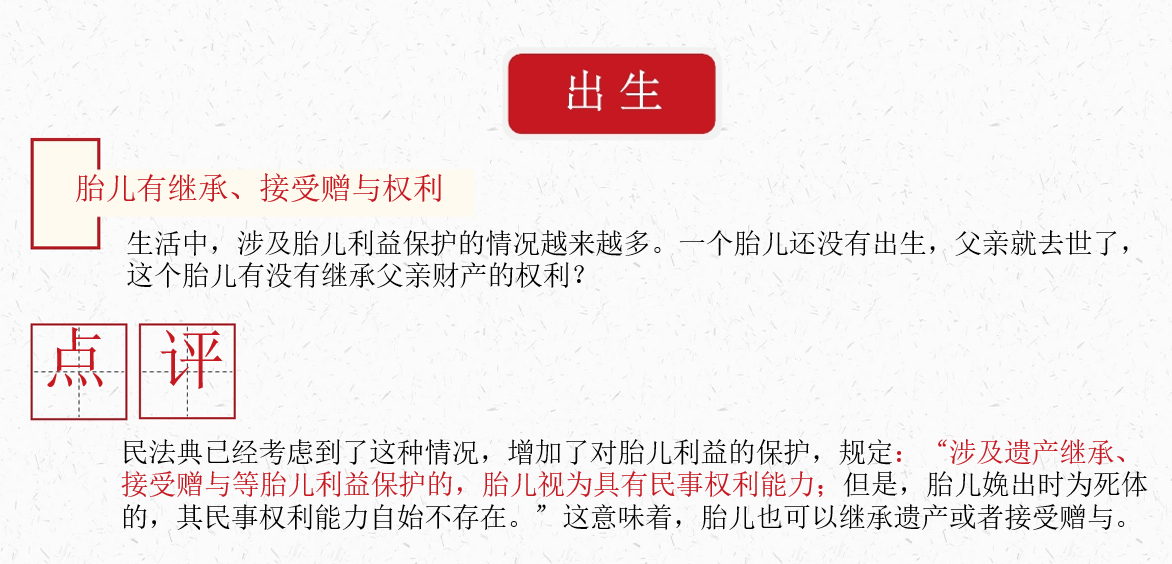 出生
胎儿有继承、接受赠与权利
生活中，涉及胎儿利益保护的情况越来越多。一个胎儿还没有出生，父亲就去世了，
这个胎儿有没有继承父亲财产的权利？
点评
民法典已经考虑到了这种情况，增加了对胎儿利益的保护，规定：“涉及遗产继承、
接受赠与等胎儿利益保护的，胎儿视为具有民事权利能力；但是，胎儿娩出时为死体
的，其民事权利能力自始不存在。”这意味着，胎儿也可以继承遗产或者接受赠与。